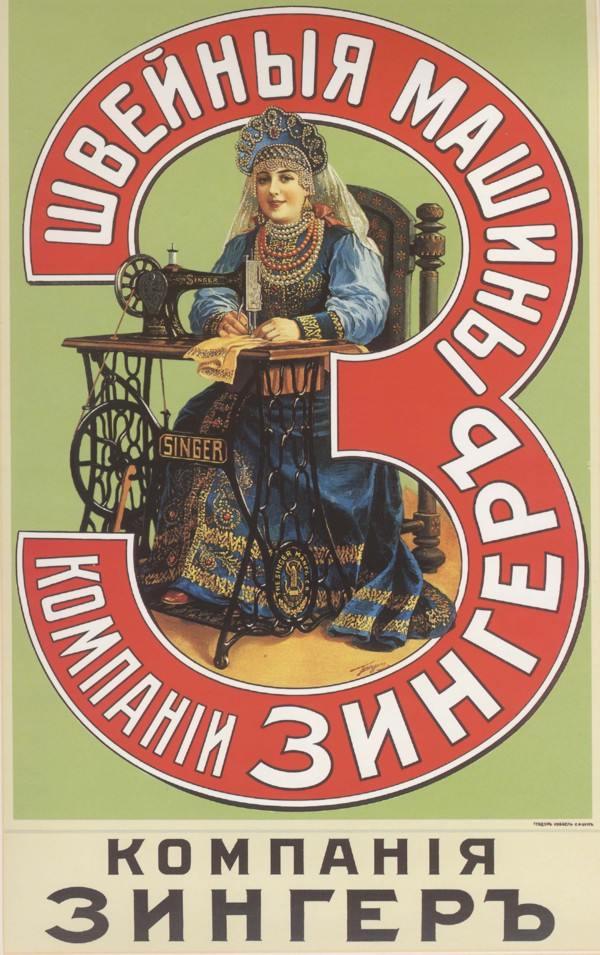 ШВЕЙНЫЯ МАШИНЫ
КОМПАНІИ ЗИНГЕРЪ
SINGER
SINGER
КОМПАНІЯ
ЗИНГЕРЪ